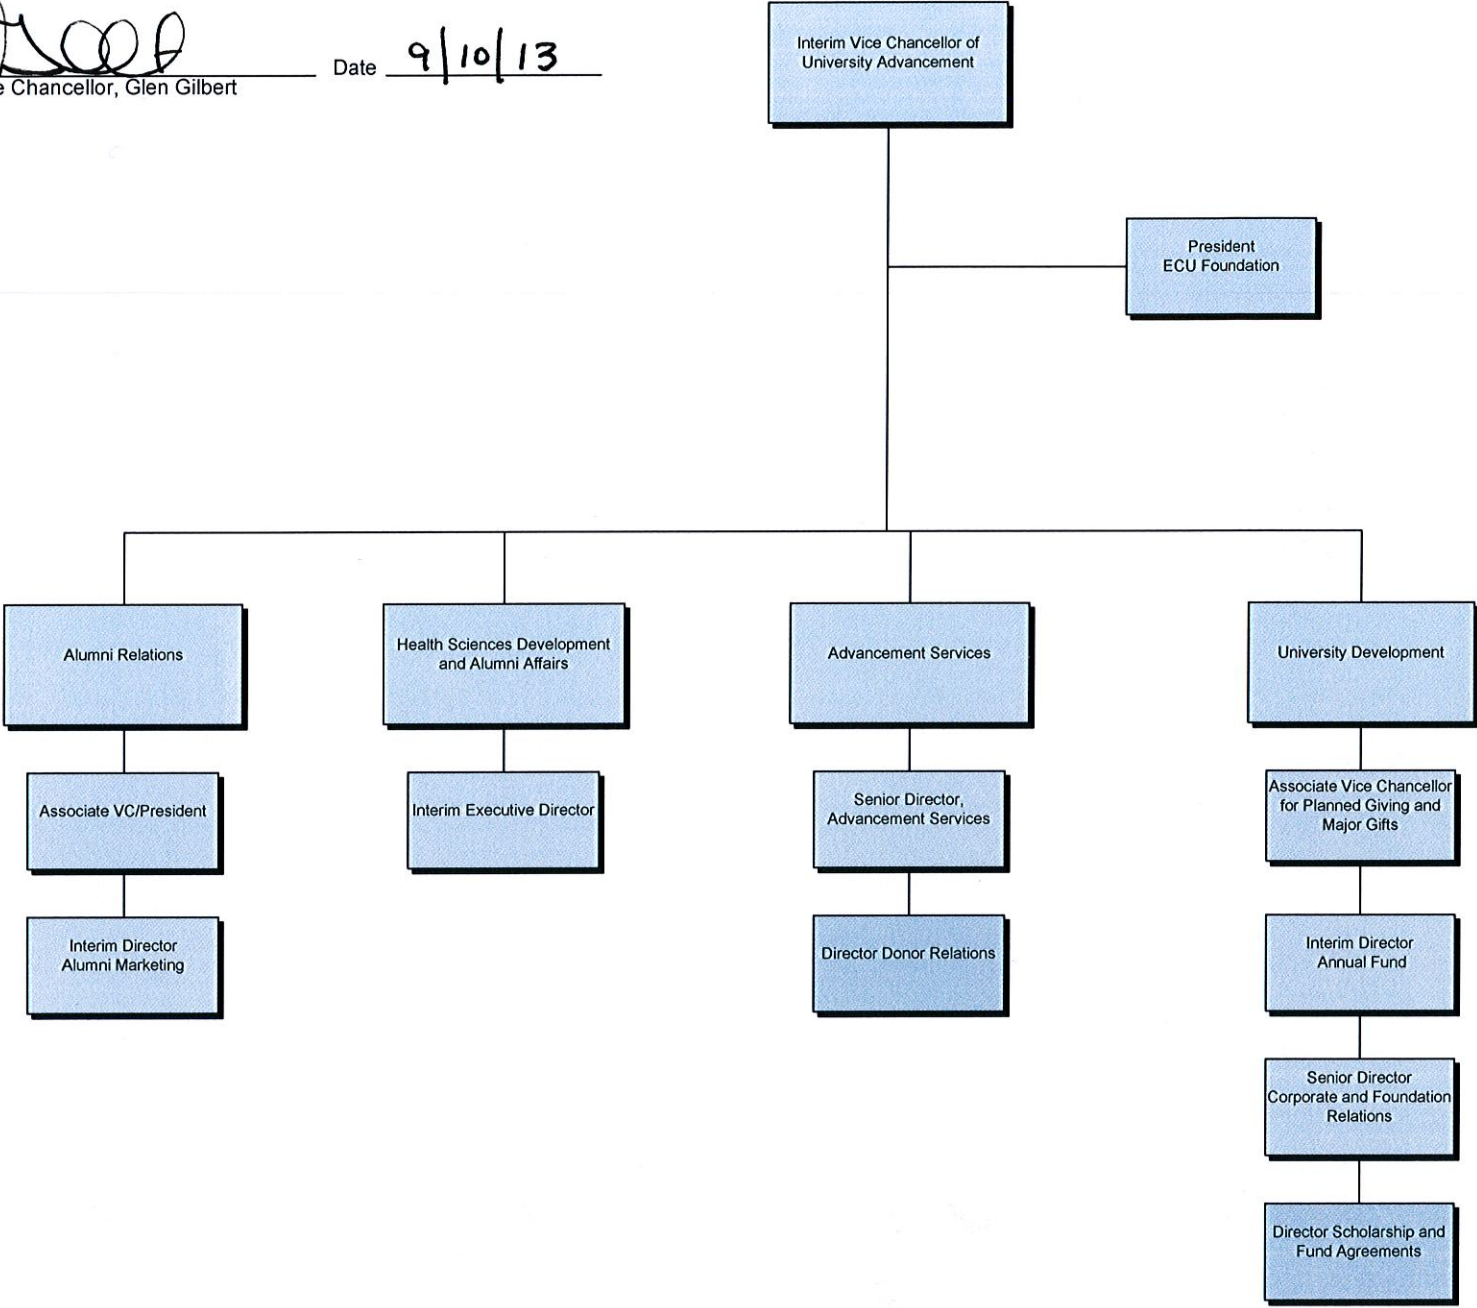 Date 9/10/13
e Chancellor, Glen Gilbert
Interim Vice Chancellor of
University Advancement
President
ECU Foundation
Alumni Relations
Health Sciences Development
and Alumni Affairs
Advancement Services
University Development
Associate VC/President
Interim Executive Director
Senior Director,
Advancement Services
Associate Vice Chancellor
for Planned Giving and
Major Gifts
Interim Director
Alumni Marketing
Director Donor Relations
Interim Director
Annual Fund
Senior Director
Corporate and Foundation
Relations
Director Scholarship and
Fund Agreements